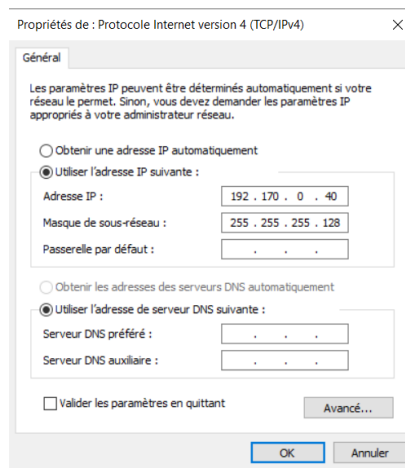 Propriétés de : Protocole Internet version 4 (TCP/IPv4)
Général
Les paramètres IP peuvent être déterminés automatiquement si votre
réseau le permet. Sinon, vous devez demander les paramètres IP
appropriés à votre administrateur réseau.
Obtenir une adresse IP automatiquement
Utiliser l'adresse IP suivante :
Adresse IP : 192 . 170 . 0 . 40
Masque de sous-réseau : 255 . 255 . 255 . 128
Passerelle par défaut : . . .
Obtenir les adresses des serveurs DNS automatiquement
Utiliser l'adresse de serveur DNS suivante :
Serveur DNS préféré : . . .
Serveur DNS auxiliaire : . . .
Valider les paramètres en quittant
Avancé...
OK Annuler